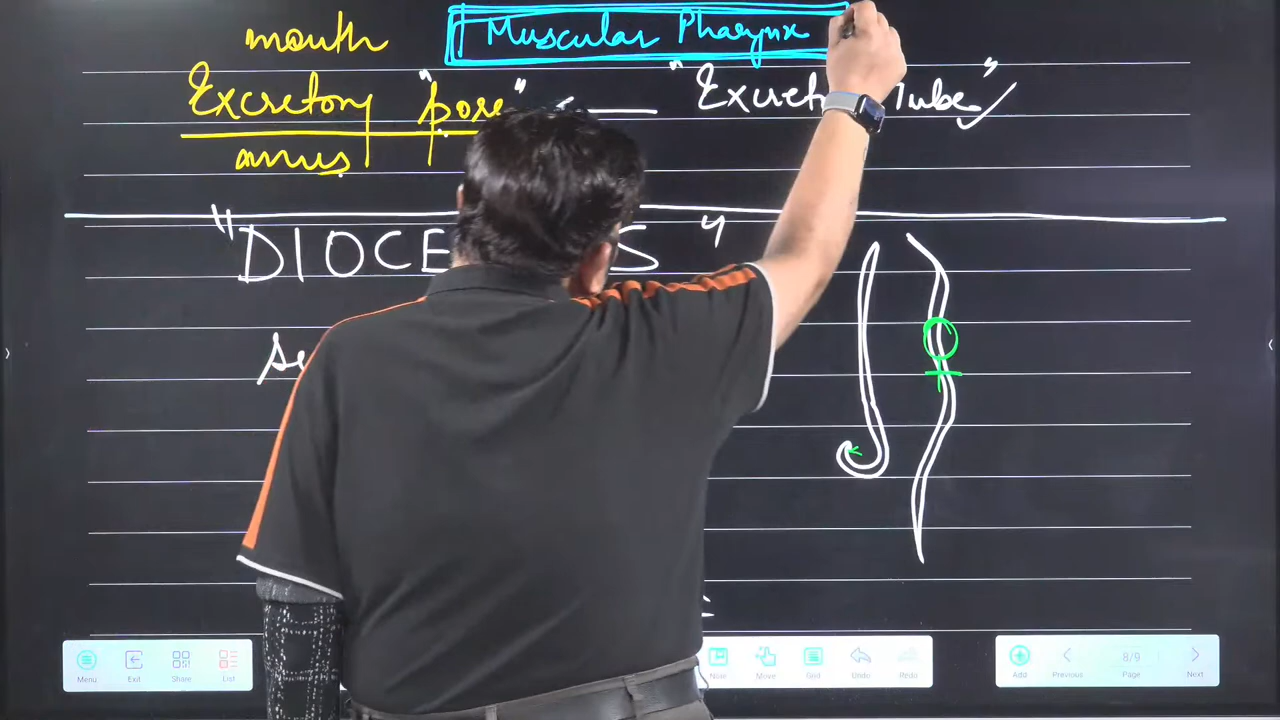 mouth Muscular Pharynx
Excretory "pore" "Excret Tube" ✓
anus
"DIOCE S"
8/9
Menu Exit Share List Note Move Grid Undo Redo Add Previous Page Next